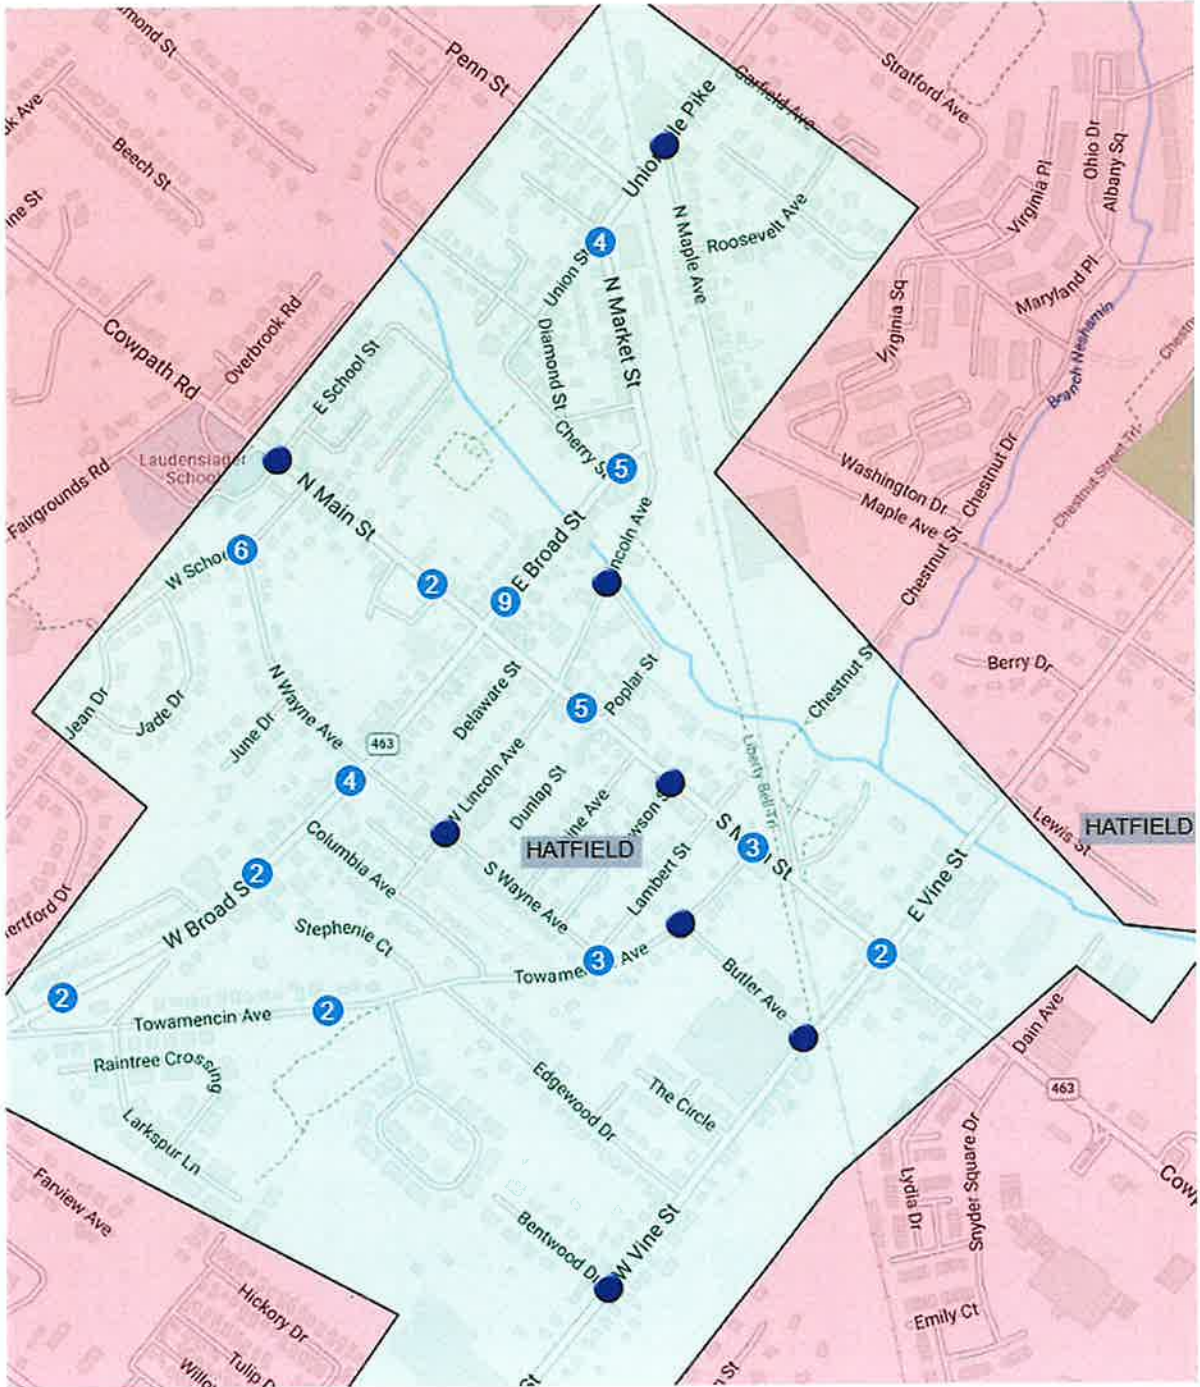 Penn St
Garfield Ave
Stratford Ave
Beech St
Ohio Dr
Albany Sq
Virginia Pl
N Maple Ave
Roosevelt Ave
4
Union St
N Market St
Maryland Pl
Virginia Sq
Cowpath Rd
Overbrook Rd
E School St
Diamond St
Cherry S
5
Laudenslager
School
Fairgrounds Rd
N Main St
Washington Dr
Maple Ave
Chestnut Dr
Chestnut Street Trl
Chestnut St
6
W Schoo
2
9
E Broad St
Berry Dr
Jean Dr
Jade Dr
June Dr
N Wayne Ave
463
Delaware St
5
Poplar St
Chestnut S
Liberty Bell Trl
4
W Lincoln Ave
Dunlap St
HATFIELD
S M
3
St
HATFIELD
Lewis St
Columbia Ave
2
W Broad S
S Wayne Ave
Lambert St
E Vine St
Stephenie Ct
Towame
3
Ave
2
2
2
Towamencin Ave
Butler Ave
Raintree Crossing
Dain Ave
463
Edgewood Dr
The Circle
Larkspur Ln
Farview Ave
Lydia Dr
Snyder Square Dr
Bentwood Dr
W Vine St
Hickory Dr
Tulip D
Emily Ct